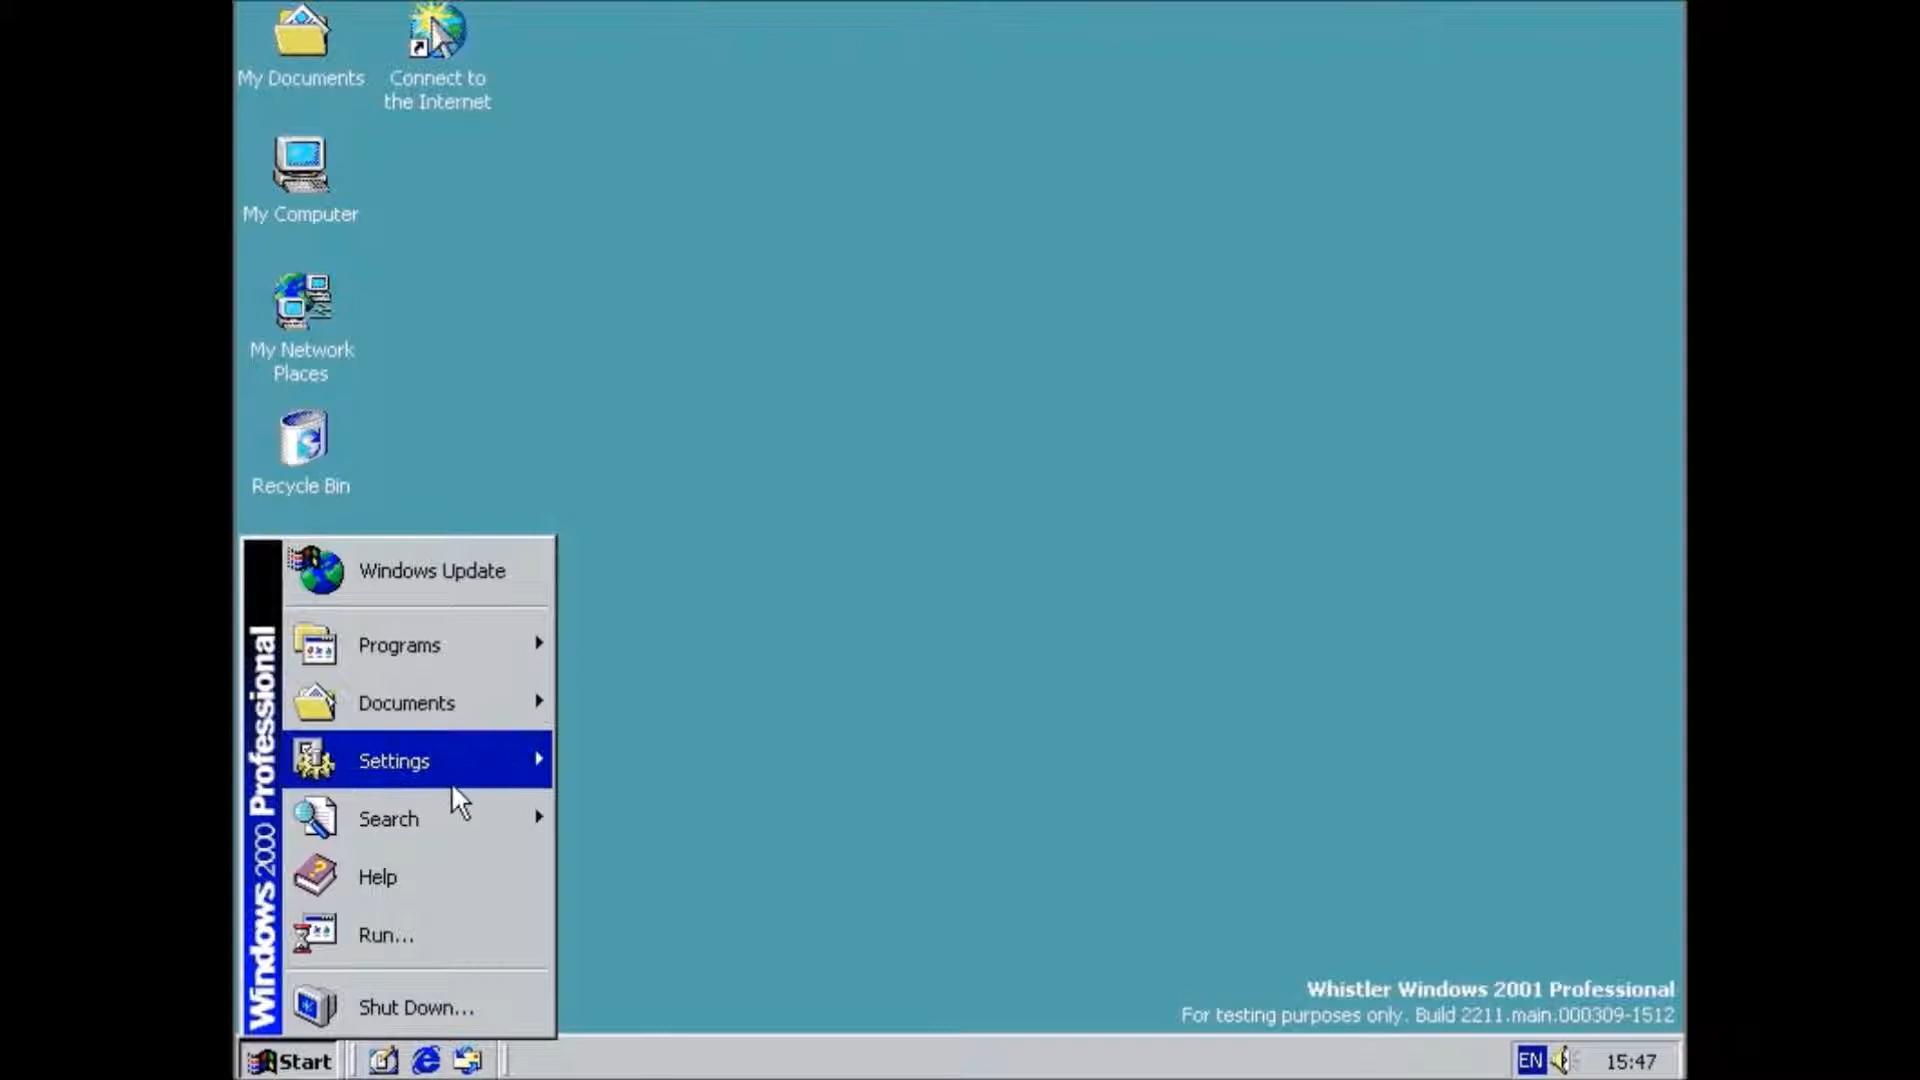 My Documents
Connect to
the Internet
My Computer
My Network
Places
Recycle Bin
Windows Update
Programs
Documents
Settings
Search
Help
Run...
Shut Down...
Windows 2000 Professional
Whistler Windows 2001 Professional
For testing purposes only. Build 2211.main.000309-1512
Start
EN
15:47